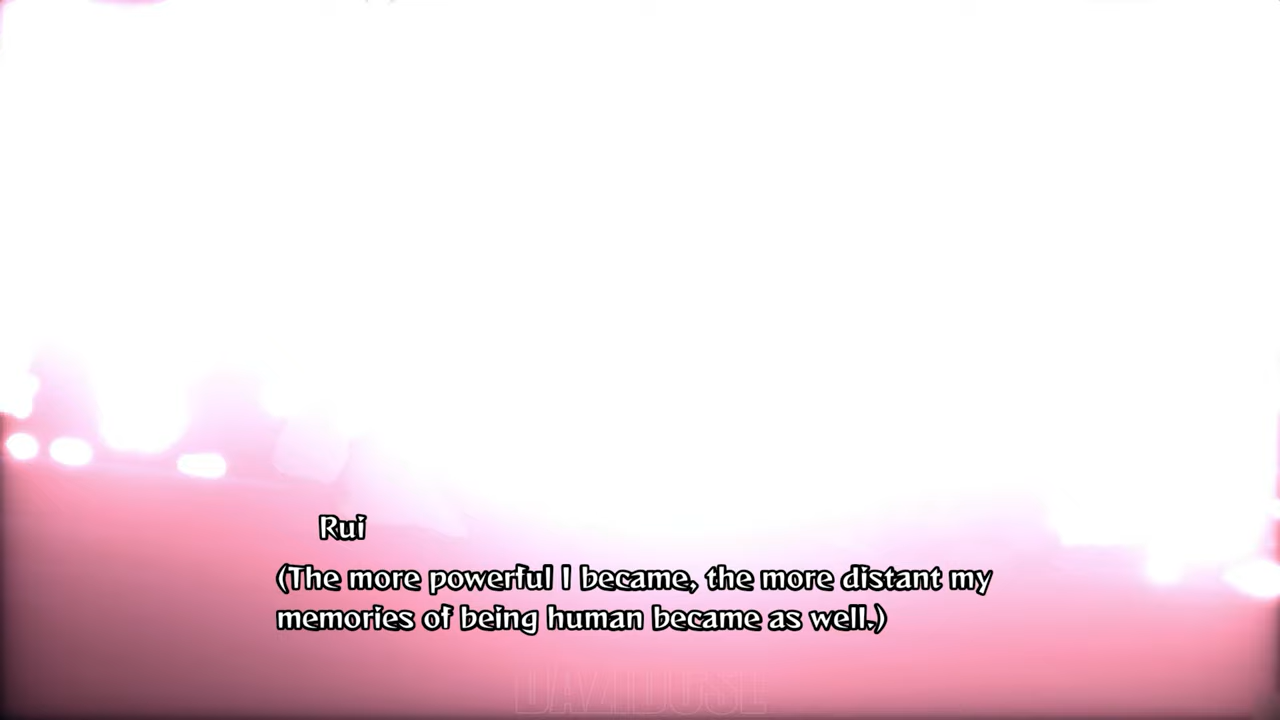 Rui
(The more powerful I became, the more distant my
memories of being human became as well.)